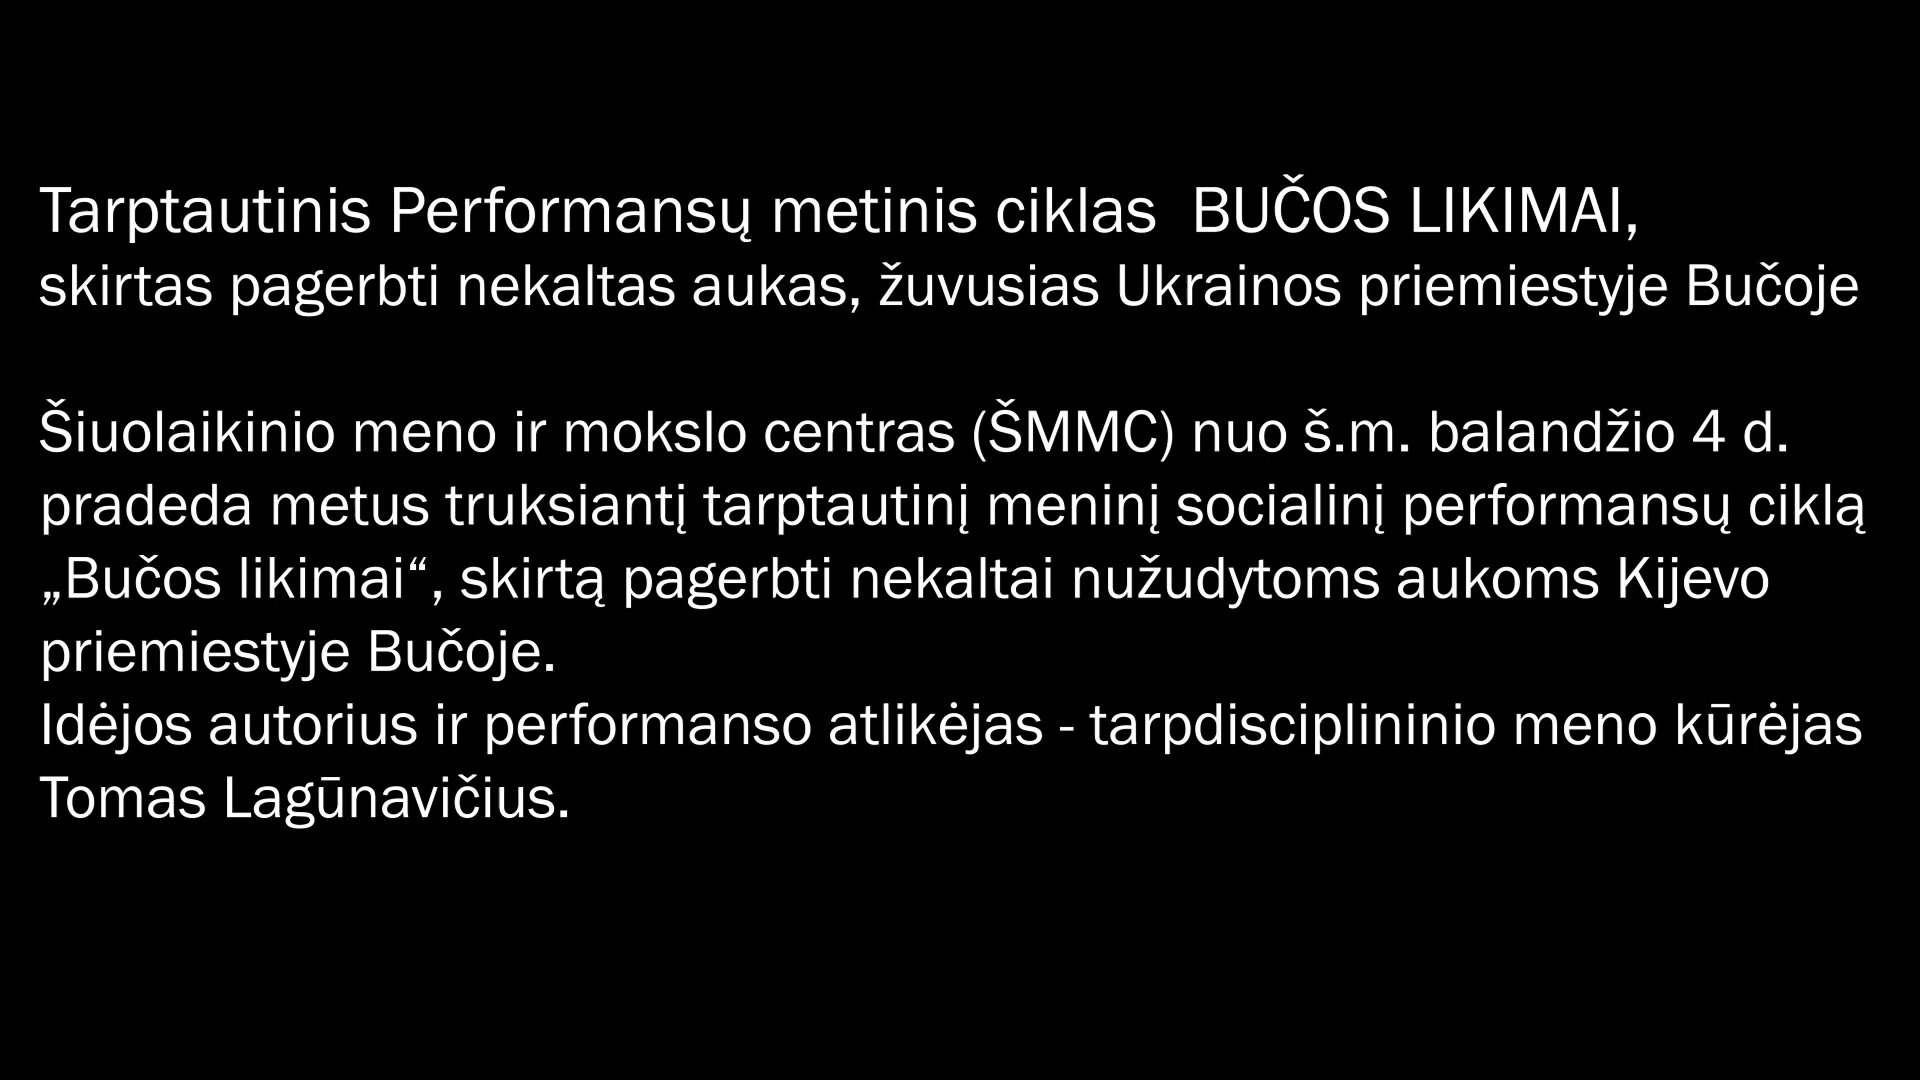 Tarptautinis Performansų metinis ciklas  BUČOS LIKIMAI,
skirtas pagerbti nekaltas aukas, žuvusias Ukrainos priemiestyje Bučoje
Šiuolaikinio meno ir mokslo centras (ŠMMC) nuo š.m. balandžio 4 d.
pradeda metus truksiantį tarptautinį meninį socialinį performansų ciklą
„Bučos likimai“, skirtą pagerbti nekaltai nužudytoms aukoms Kijevo
priemiestyje Bučoje.
Idėjos autorius ir performanso atlikėjas - tarpdisciplininio meno kūrėjas
Tomas Lagūnavičius.